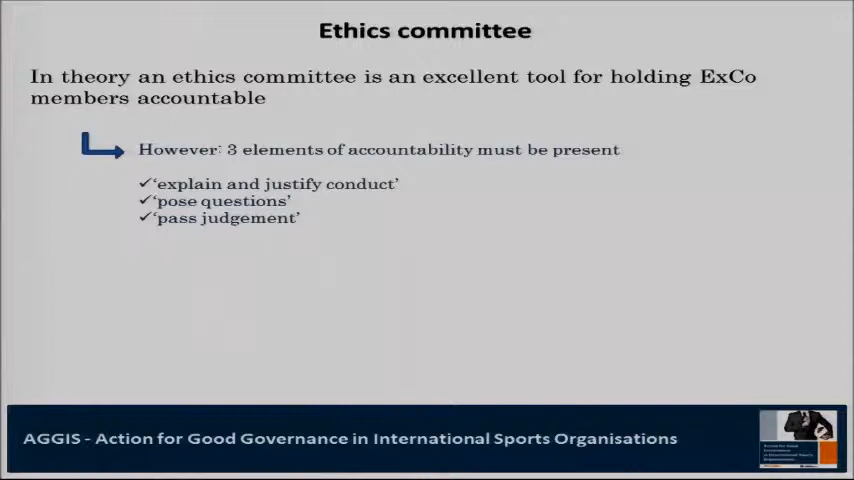 Ethics committee
In theory an ethics committee is an excellent tool for holding ExCo
members accountable
However: 3 elements of accountability must be present
✓‘explain and justify conduct’
✓‘pose questions’
✓‘pass judgement’
AGGIS - Action for Good Governance in International Sports Organisations